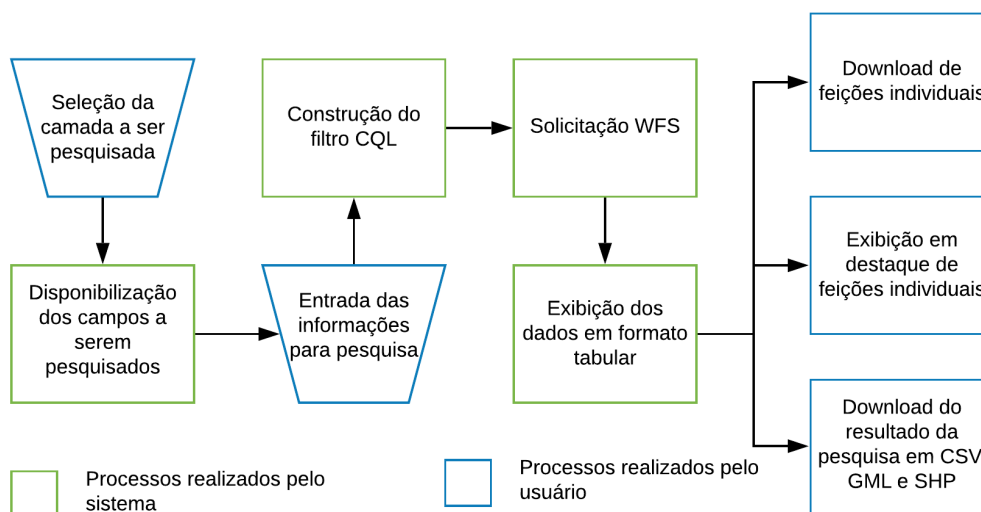 Seleção da
camada a ser
pesquisada
Disponibilização
dos campos a
serem
pesquisados
Entrada das
informações
para pesquisa
Construção do
filtro CQL
Solicitação WFS
Exibição dos
dados em formato
tabular
Download de
feições individuais
Exibição em
destaque de
feições individuais
Download do
resultado da
pesquisa em CSV
GML e SHP
Processos realizados pelo
sistema
Processos realizados pelo
usuário